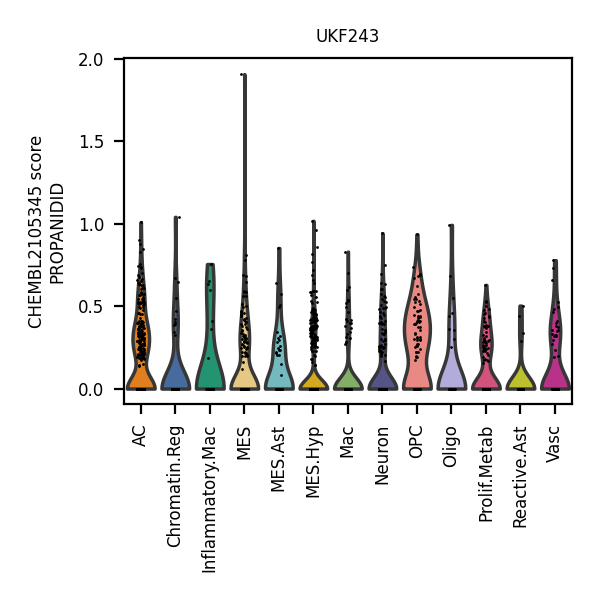 UKF243
CHEMBL2105345 score
PROPANIDID
2.0
1.5
1.0
0.5
0.0
AC
Chromatin.Reg
Inflammatory.Mac
MES
MES.Ast
MES.Hyp
Mac
Neuron
OPC
Oligo
Prolif.Metab
Reactive.Ast
Vasc